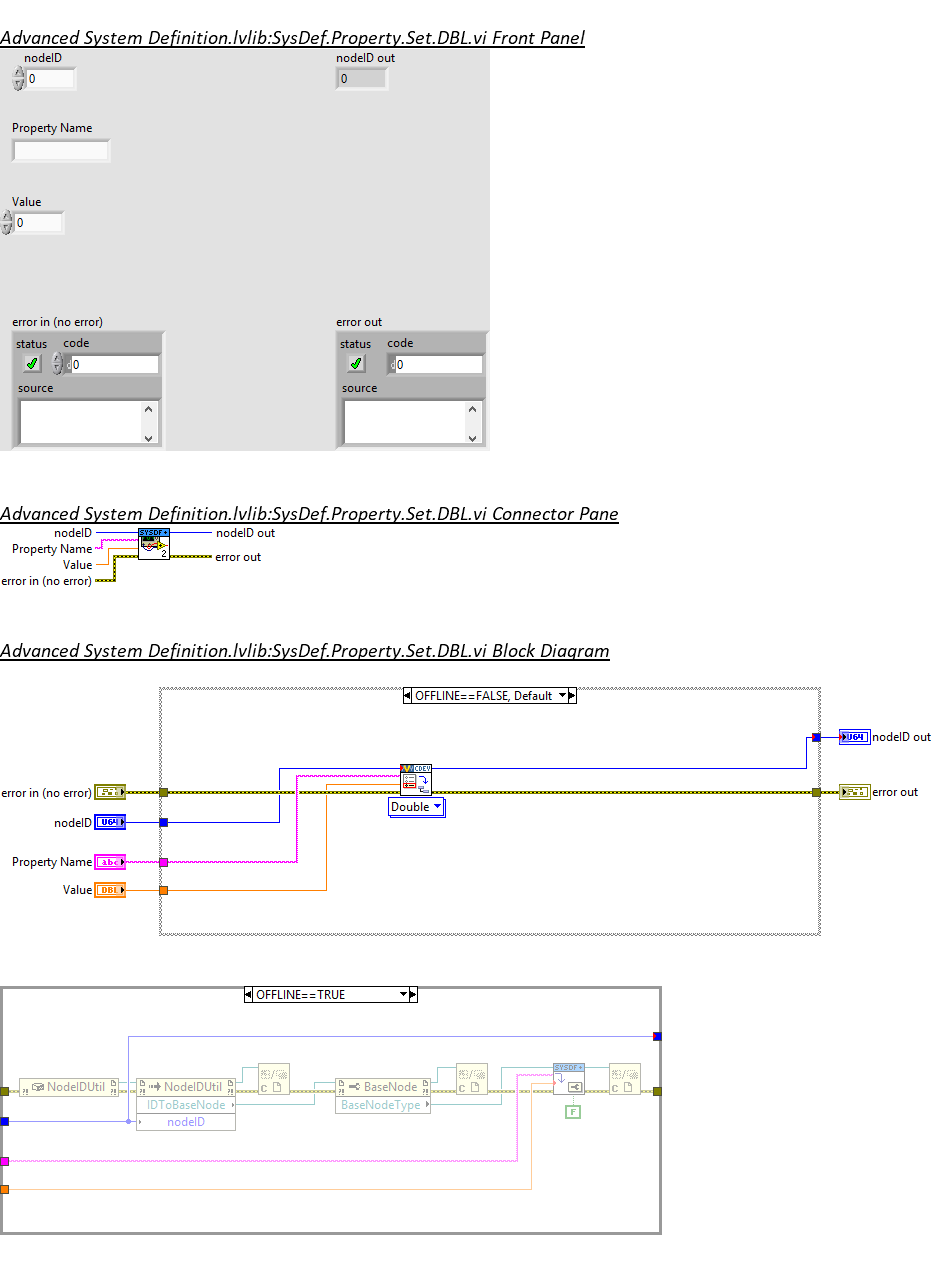 Advanced System Definition.lvlib:SysDef.Property.Set.DBL.vi Front Panel
nodeID
nodeID out
0
0
Property Name
Value
0
error in (no error)
error out
status code
status code
0
0
source
source
Advanced System Definition.lvlib:SysDef.Property.Set.DBL.vi Connector Pane
nodeID
SYSDF+
nodeID out
Property Name
2
Value
error out
error in (no error)
Advanced System Definition.lvlib:SysDef.Property.Set.DBL.vi Block Diagram
OFFLINE==FALSE, Default
U64
nodeID out
CDEV
error in (no error)
error out
Double
nodeID
U64
Property Name
abc
Value
DBL
OFFLINE==TRUE
SYSDF+
NodeIDUtil
NodeIDUtil
C
BaseNode
C
C
IDToBaseNode
BaseNodeType
F
nodeID